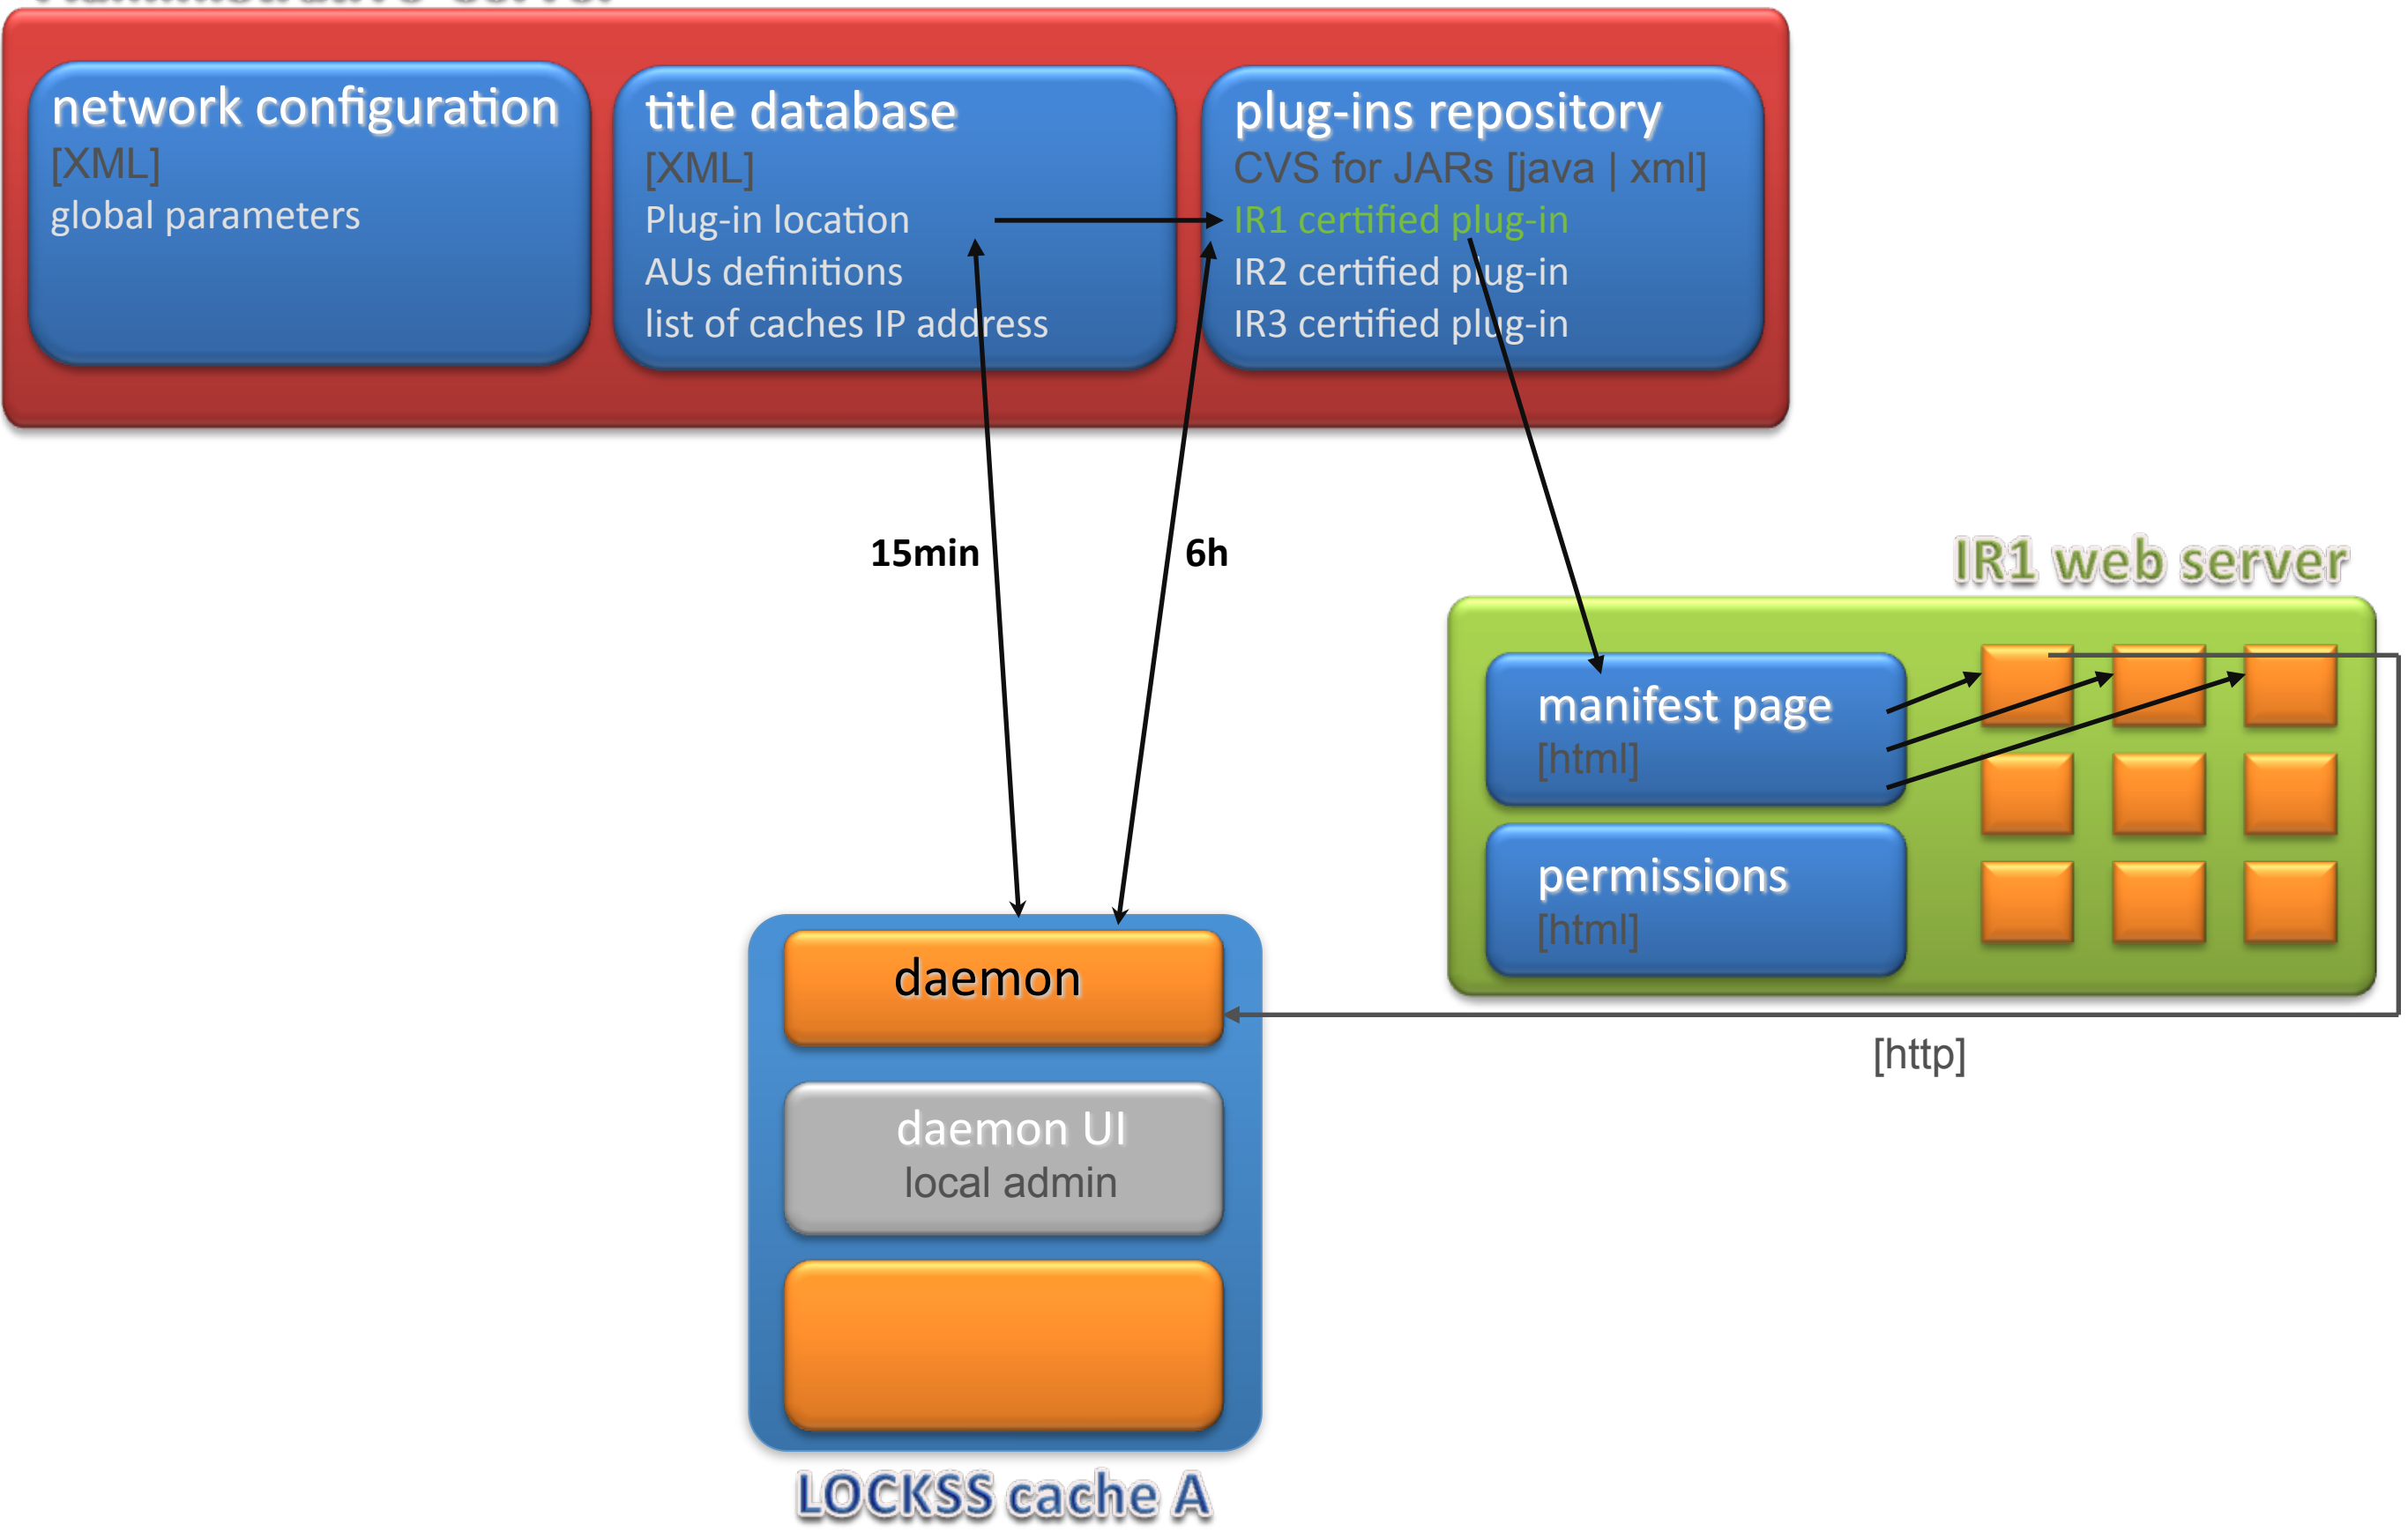 network configuration
[XML]
global parameters
title database
[XML]
Plug-in location
AUs definitions
list of caches IP address
plug-ins repository
CVS for JARs [java | xml]
IR1 certified plug-in
IR2 certified plug-in
IR3 certified plug-in
15min
6h
IR1 web server
manifest page
[html]
permissions
[html]
daemon
[http]
daemon UI
local admin
LOCKSS cache A